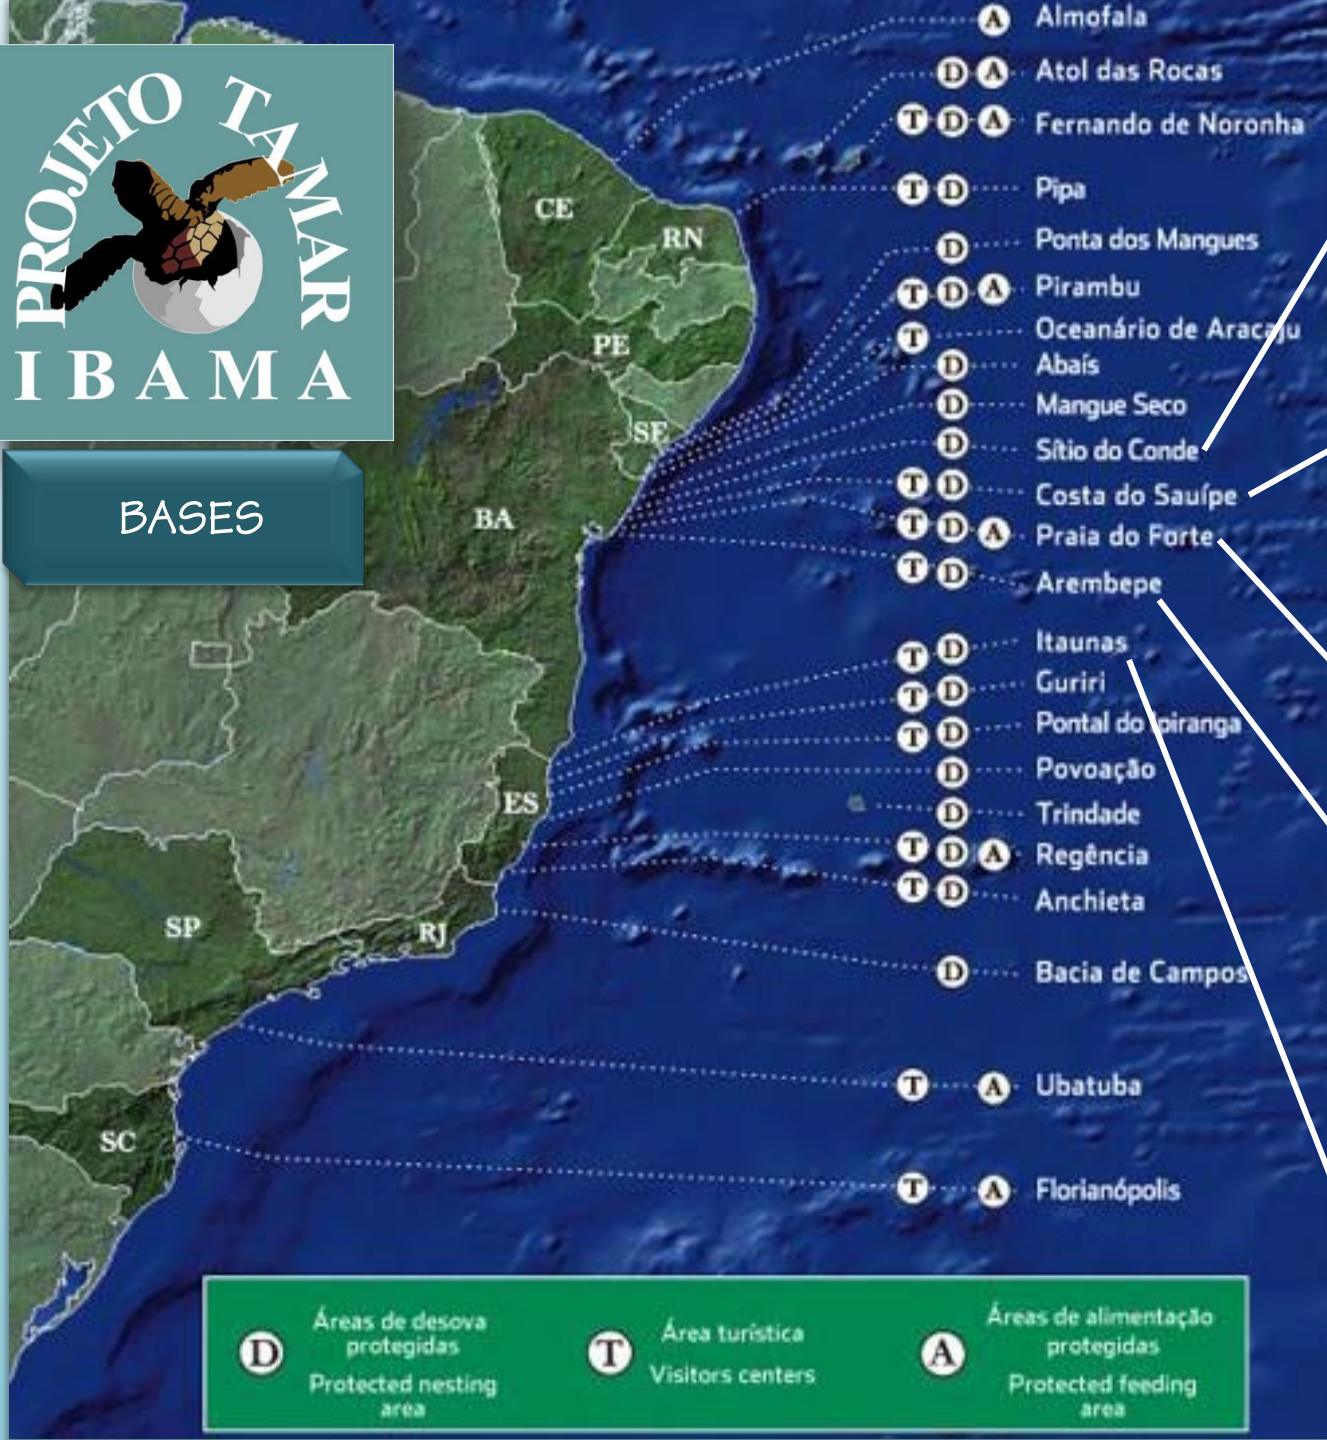 PROJETO TAMAR
IBAMA
BASES
A Almofala
D A Atol das Rocas
T D A Fernando de Noronha
T D Pipa
D Ponta dos Mangues
T D A Pirambu
T Oceanário de Aracaju
D Abaís
D Mangue Seco
D Sítio do Conde
T D Costa do Sauípe
T D A Praia do Forte
T D Arembepe
T D Itaunas
T D Guriri
T D Pontal do Ipiranga
D Povoação
D Trindade
T D A Regência
T D Anchieta
D Bacia de Campos
T A Ubatuba
T A Florianópolis
CE
RN
PE
SE
BA
ES
SP
RJ
SC
D
Áreas de desova
protegidas
Protected nesting
area
T
Área turística
Visitors centers
A
Áreas de alimentação
protegidas
Protected feeding
area